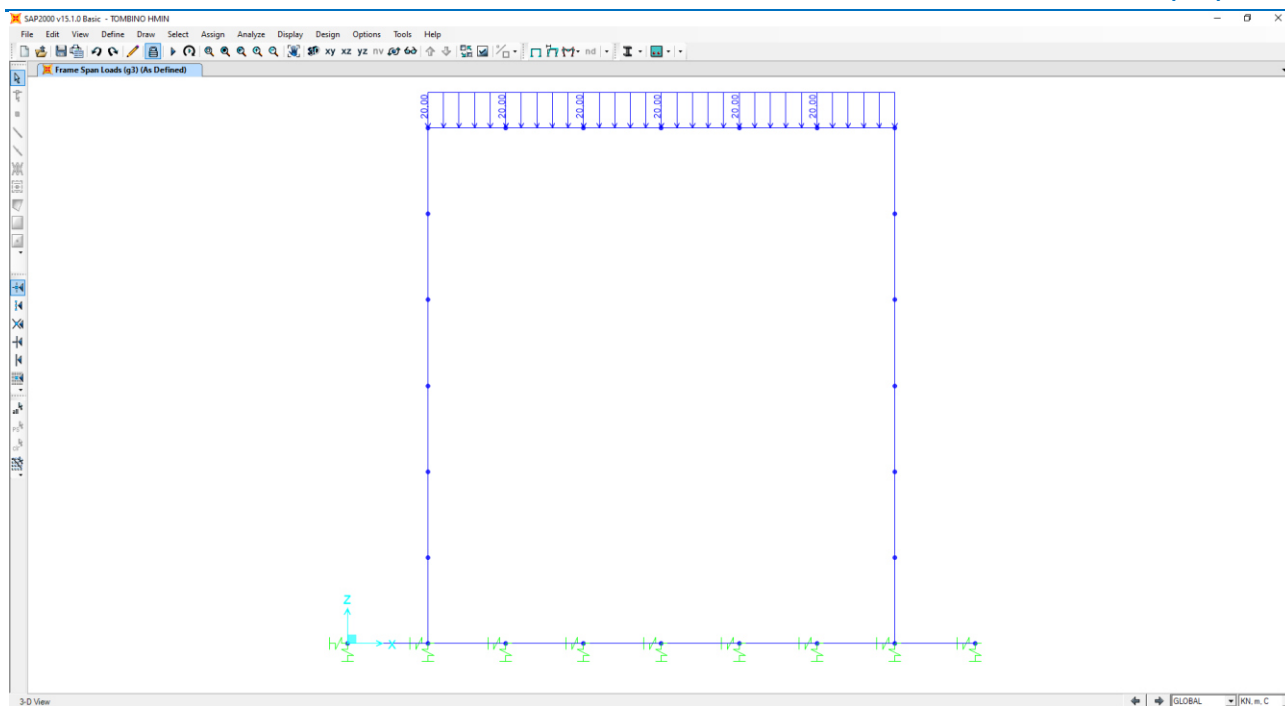 SAP2000 v15.1.0 Basic - TOMBINO HMIN
File Edit View Define Draw Select Assign Analyze Display Design Options Tools Help
xy xz yz nv nd
Frame Span Loads (g3) (As Defined)
20.00 20.00 20.00 20.00 20.00 20.00
Z
X
3-D View GLOBAL KN, m, C